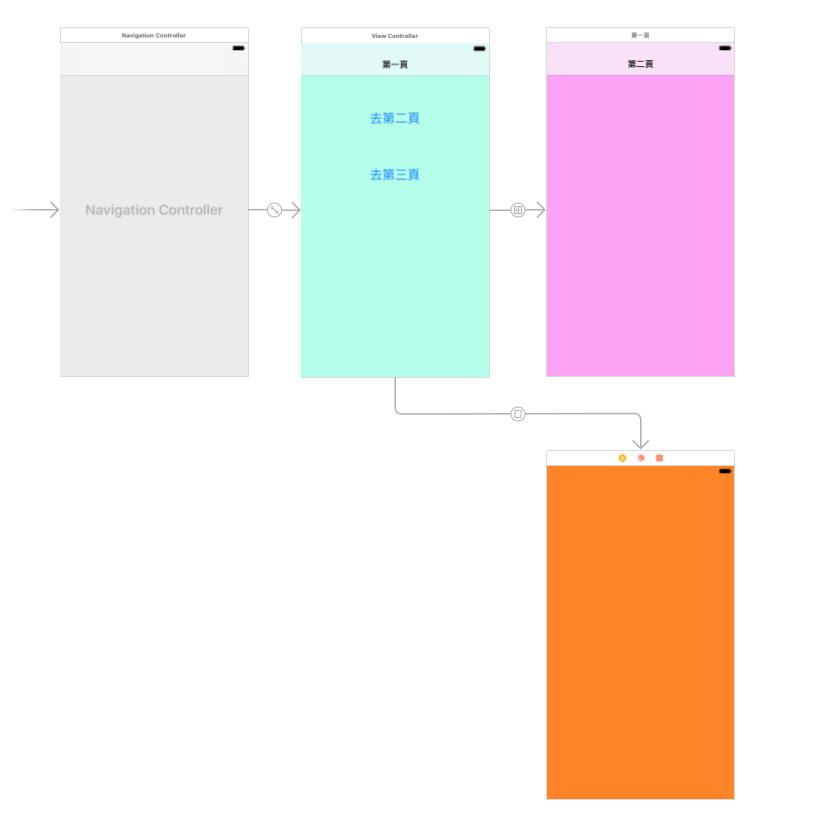 Navigation Controller
View Controller
第一頁
第一頁
第二頁
去第二頁
去第三頁
Navigation Controller